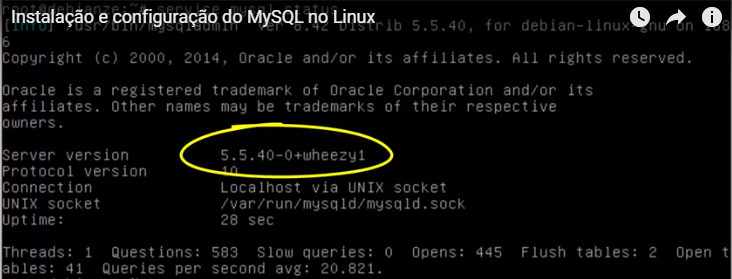 Instalação e configuração do MySQL no Linux
root@debianze:~# service mysql status
[info] /usr/bin/mysqladmin  Ver 8.42 Distrib 5.5.40, for debian-linux-gnu on i68
6
Copyright (c) 2000, 2014, Oracle and/or its affiliates. All rights reserved.
Oracle is a registered trademark of Oracle Corporation and/or its
affiliates. Other names may be trademarks of their respective
owners.
Server version 5.5.40-0+wheezy1
Protocol version 10
Connection Localhost via UNIX socket
UNIX socket /var/run/mysqld/mysqld.sock
Uptime: 28 sec
Threads: 1  Questions: 583  Slow queries: 0  Opens: 445  Flush tables: 2  Open t
ables: 41  Queries per second avg: 20.821.